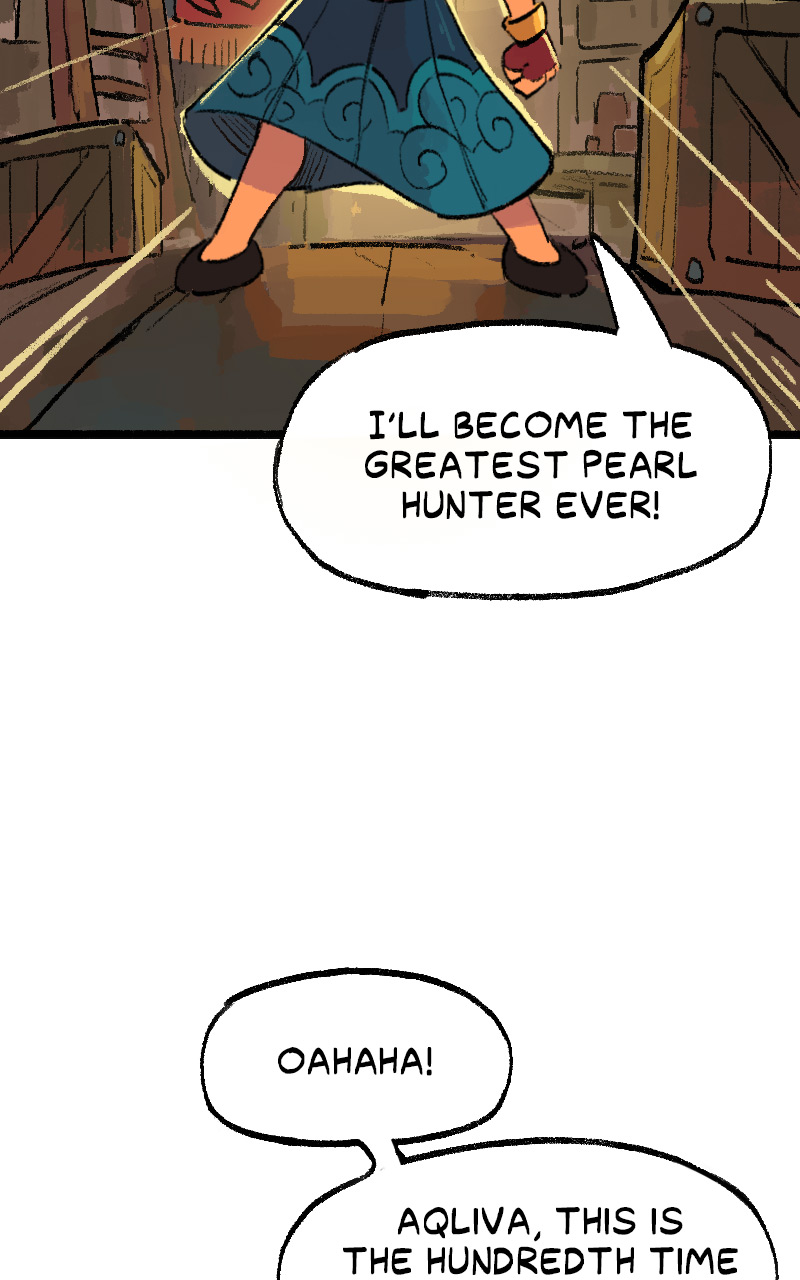 I'LL BECOME THE
GREATEST PEARL
HUNTER EVER!
OAHAHA!
AQLIVA, THIS IS
THE HUNDREDTH TIME